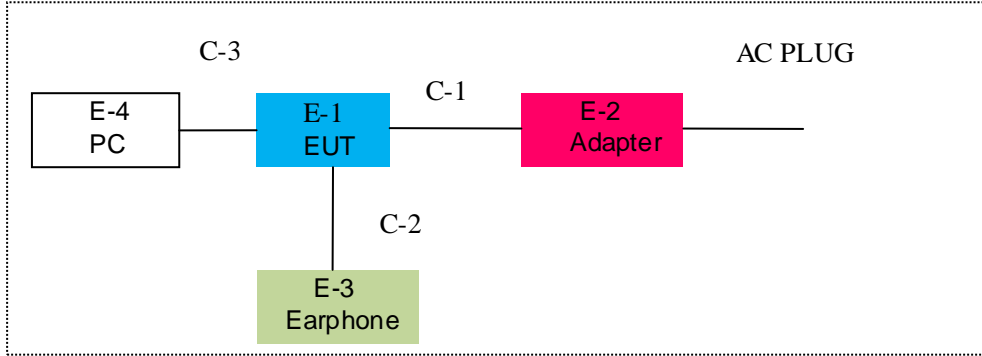 C-3
AC PLUG
C-1
E-4
PC
E-1
EUT
E-2
Adapter
C-2
E-3
Earphone